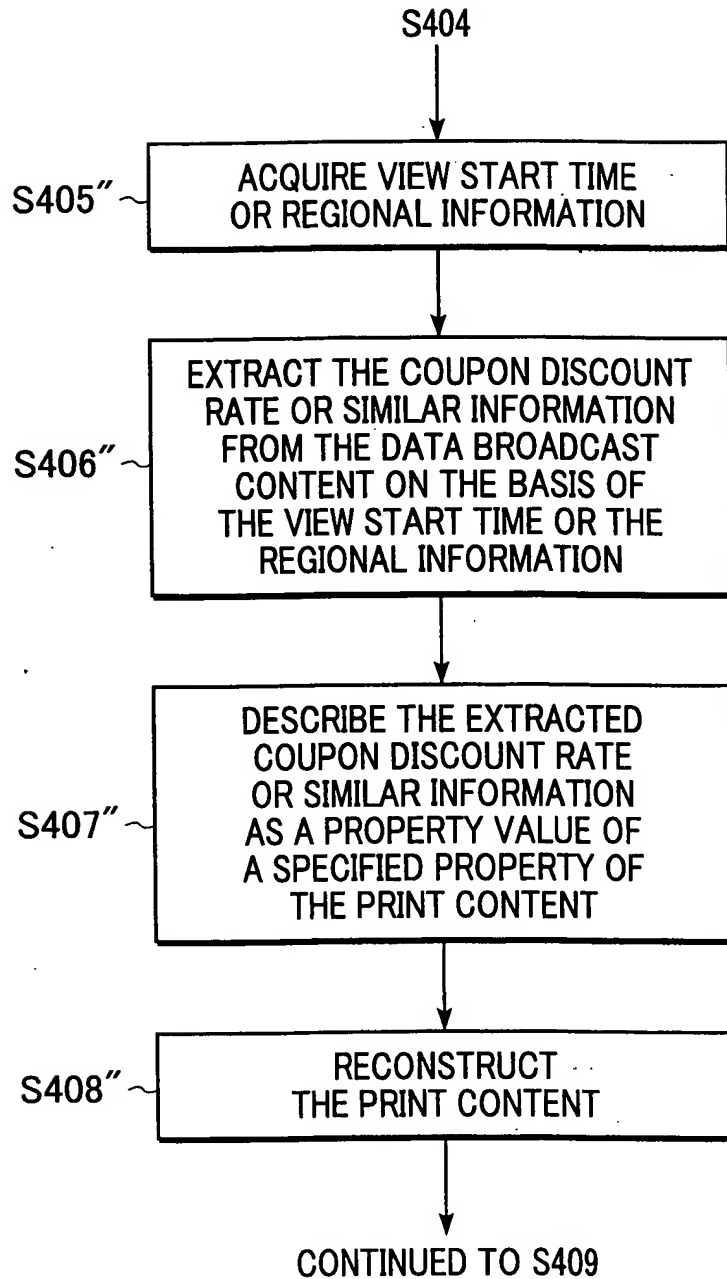 S404
S405″
ACQUIRE VIEW START TIME
OR REGIONAL INFORMATION
S406″
EXTRACT THE COUPON DISCOUNT
RATE OR SIMILAR INFORMATION
FROM THE DATA BROADCAST
CONTENT ON THE BASIS OF
THE VIEW START TIME OR THE
REGIONAL INFORMATION
S407″
DESCRIBE THE EXTRACTED
COUPON DISCOUNT RATE
OR SIMILAR INFORMATION
AS A PROPERTY VALUE OF
A SPECIFIED PROPERTY OF
THE PRINT CONTENT
S408″
RECONSTRUCT
THE PRINT CONTENT
CONTINUED TO S409